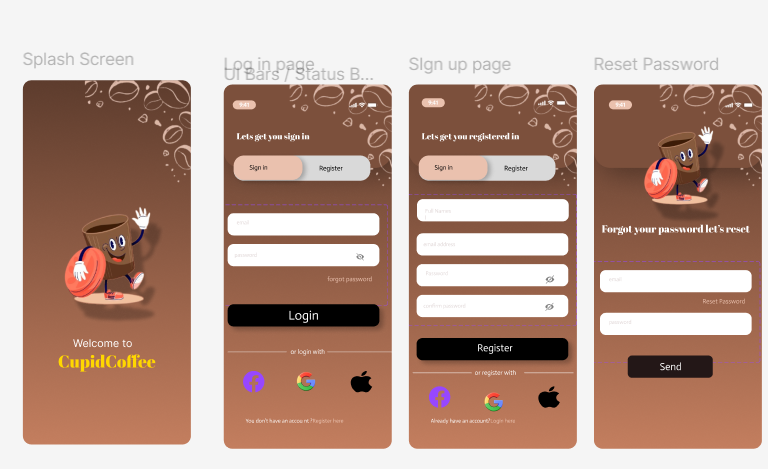 Splash Screen
Welcome to
CupidCoffee
Log in page
UI Bars / Status B...
9:41
Lets get you sign in
Sign in
Register
email
password
forgot password
Login
or login with
You don't have an account ?Register here
SIgn up page
9:41
Lets get you registered in
Sign in
Register
Full Names
email address
Password
confirm password
Register
or register with
Already have an account?Login here
Reset Password
9:41
Forgot your password let's reset
email
Reset Password
password
Send